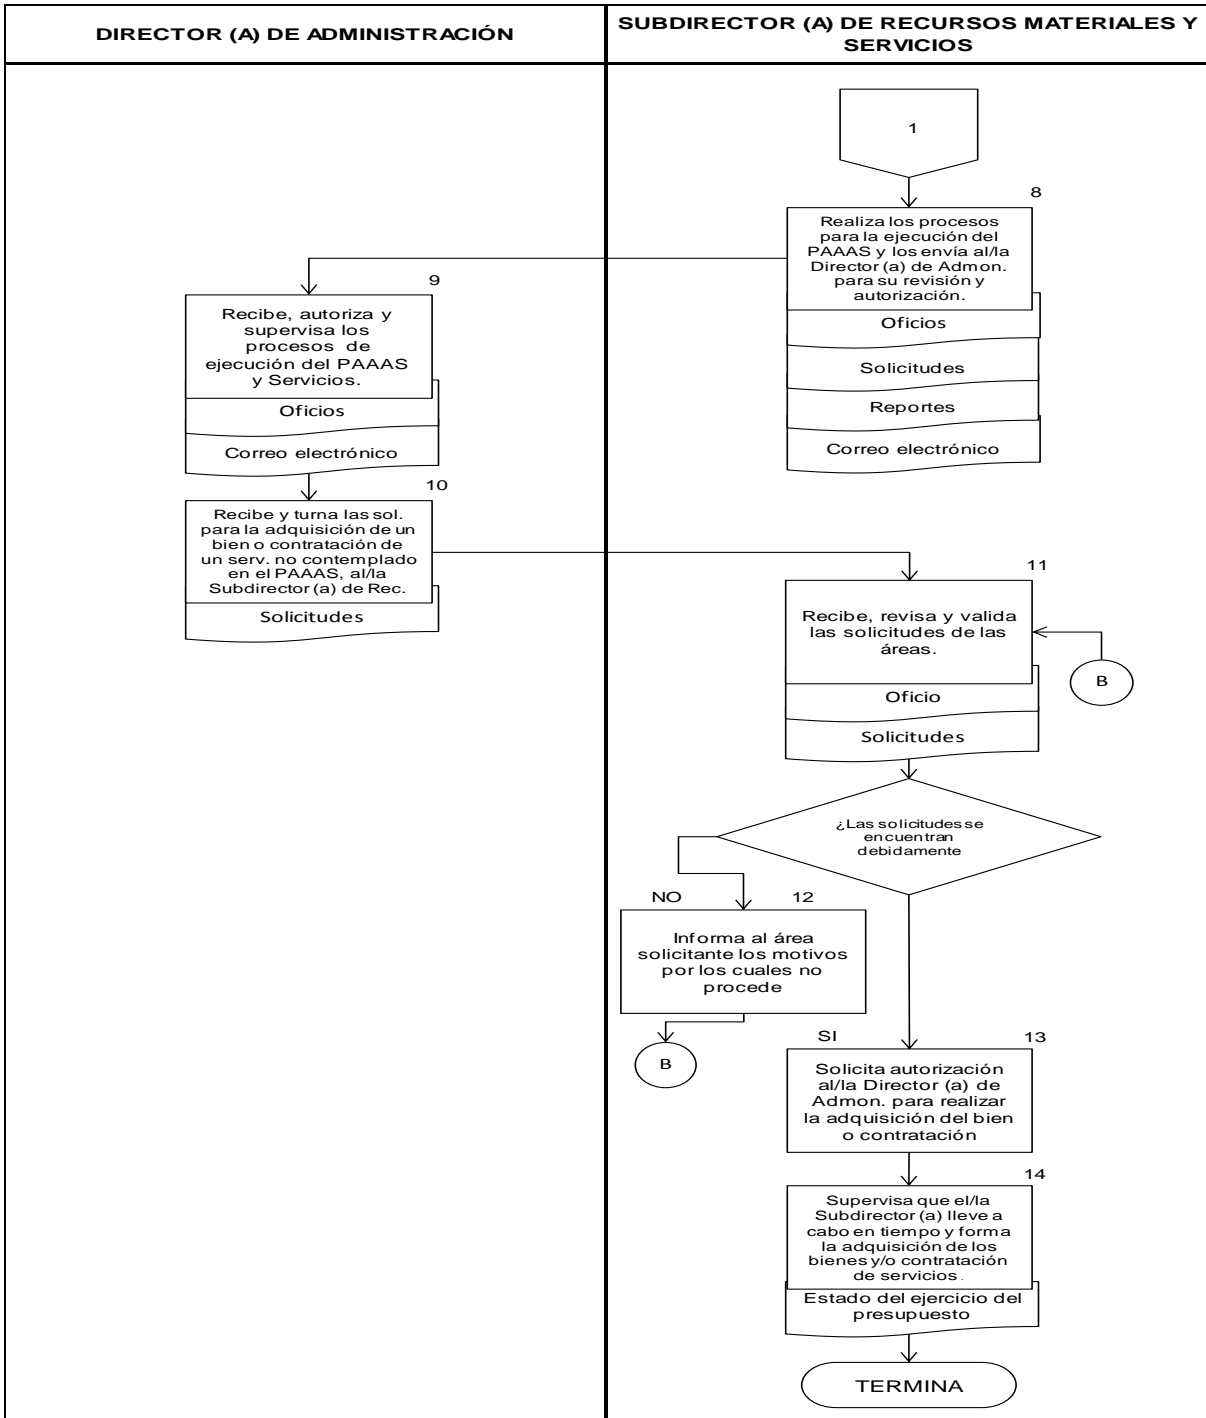 DIRECTOR (A) DE ADMINISTRACIÓN
SUBDIRECTOR (A) DE RECURSOS MATERIALES Y
SERVICIOS
1
8
Realiza los procesos
para la ejecución del
PAAAS y los envía al/la
Director (a) de Admon.
para su revisión y
autorización.
Oficios
Solicitudes
Reportes
Correo electrónico
9
Recibe, autoriza y
supervisa los
procesos de
ejecución del PAAAS
y Servicios.
Oficios
Correo electrónico
10
Recibe y turna las sol.
para la adquisición de un
bien o contratación de
un serv. no contemplado
en el PAAAS, al/la
Subdirector (a) de Rec.
Solicitudes
11
Recibe, revisa y valida
las solicitudes de las
áreas.
B
Oficio
Solicitudes
¿Las solicitudes se
encuentran
debidamente
NO
12
Informa al área
solicitante los motivos
por los cuales no
procede
B
SI
13
Solicita autorización
al/la Director (a) de
Admon. para realizar
la adquisición del bien
o contratación
14
Supervisa que el/la
Subdirector (a) lleve a
cabo en tiempo y forma
la adquisición de los
bienes y/o contratación
de servicios.
Estado del ejercicio del
presupuesto
TERMINA